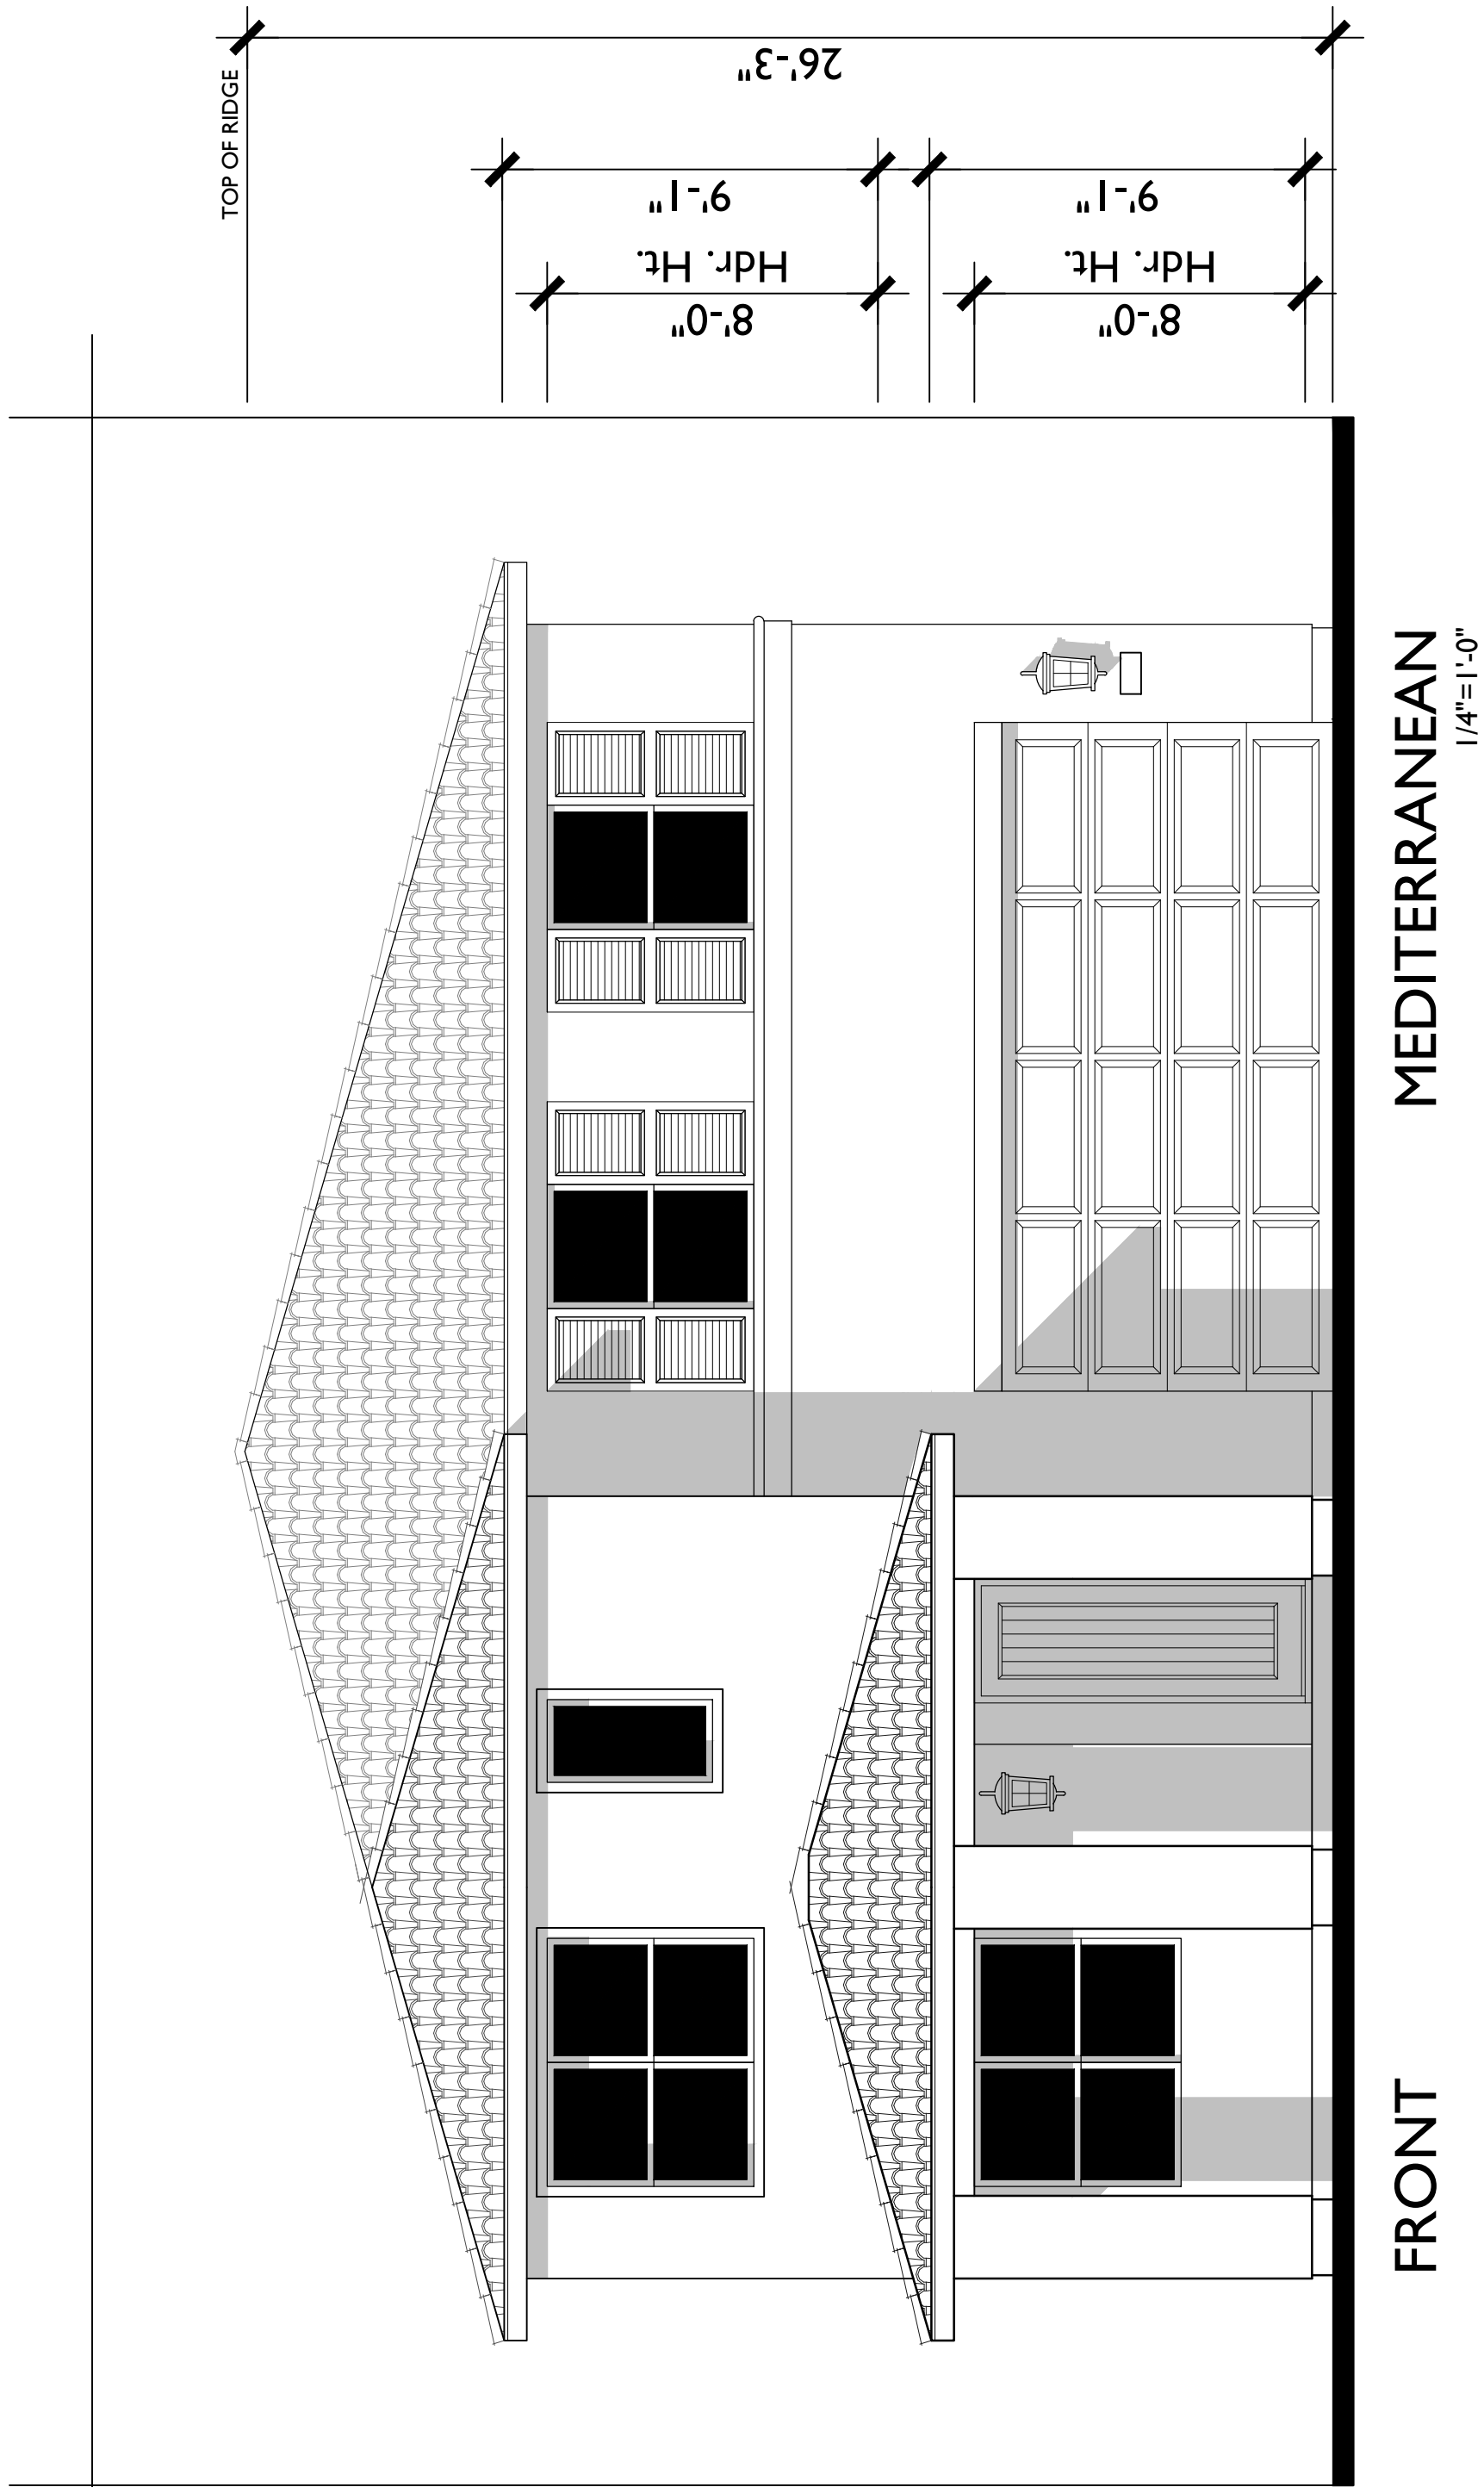 TOP OF RIDGE
26'-3"
9'-1"
9'-1"
Hdr. Ht.
8'-0"
Hdr. Ht.
8'-0"
FRONT
MEDITERRANEAN
1/4"=1'-0"